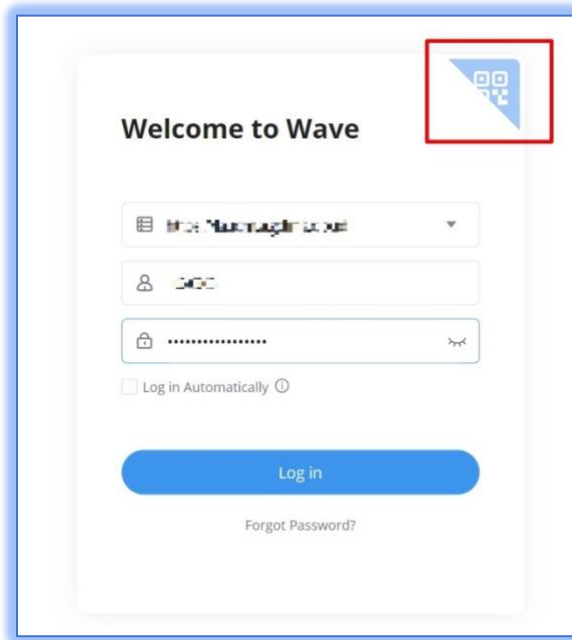 Welcome to Wave
•••••••••••••••••
Log in Automatically
Log in
Forgot Password?